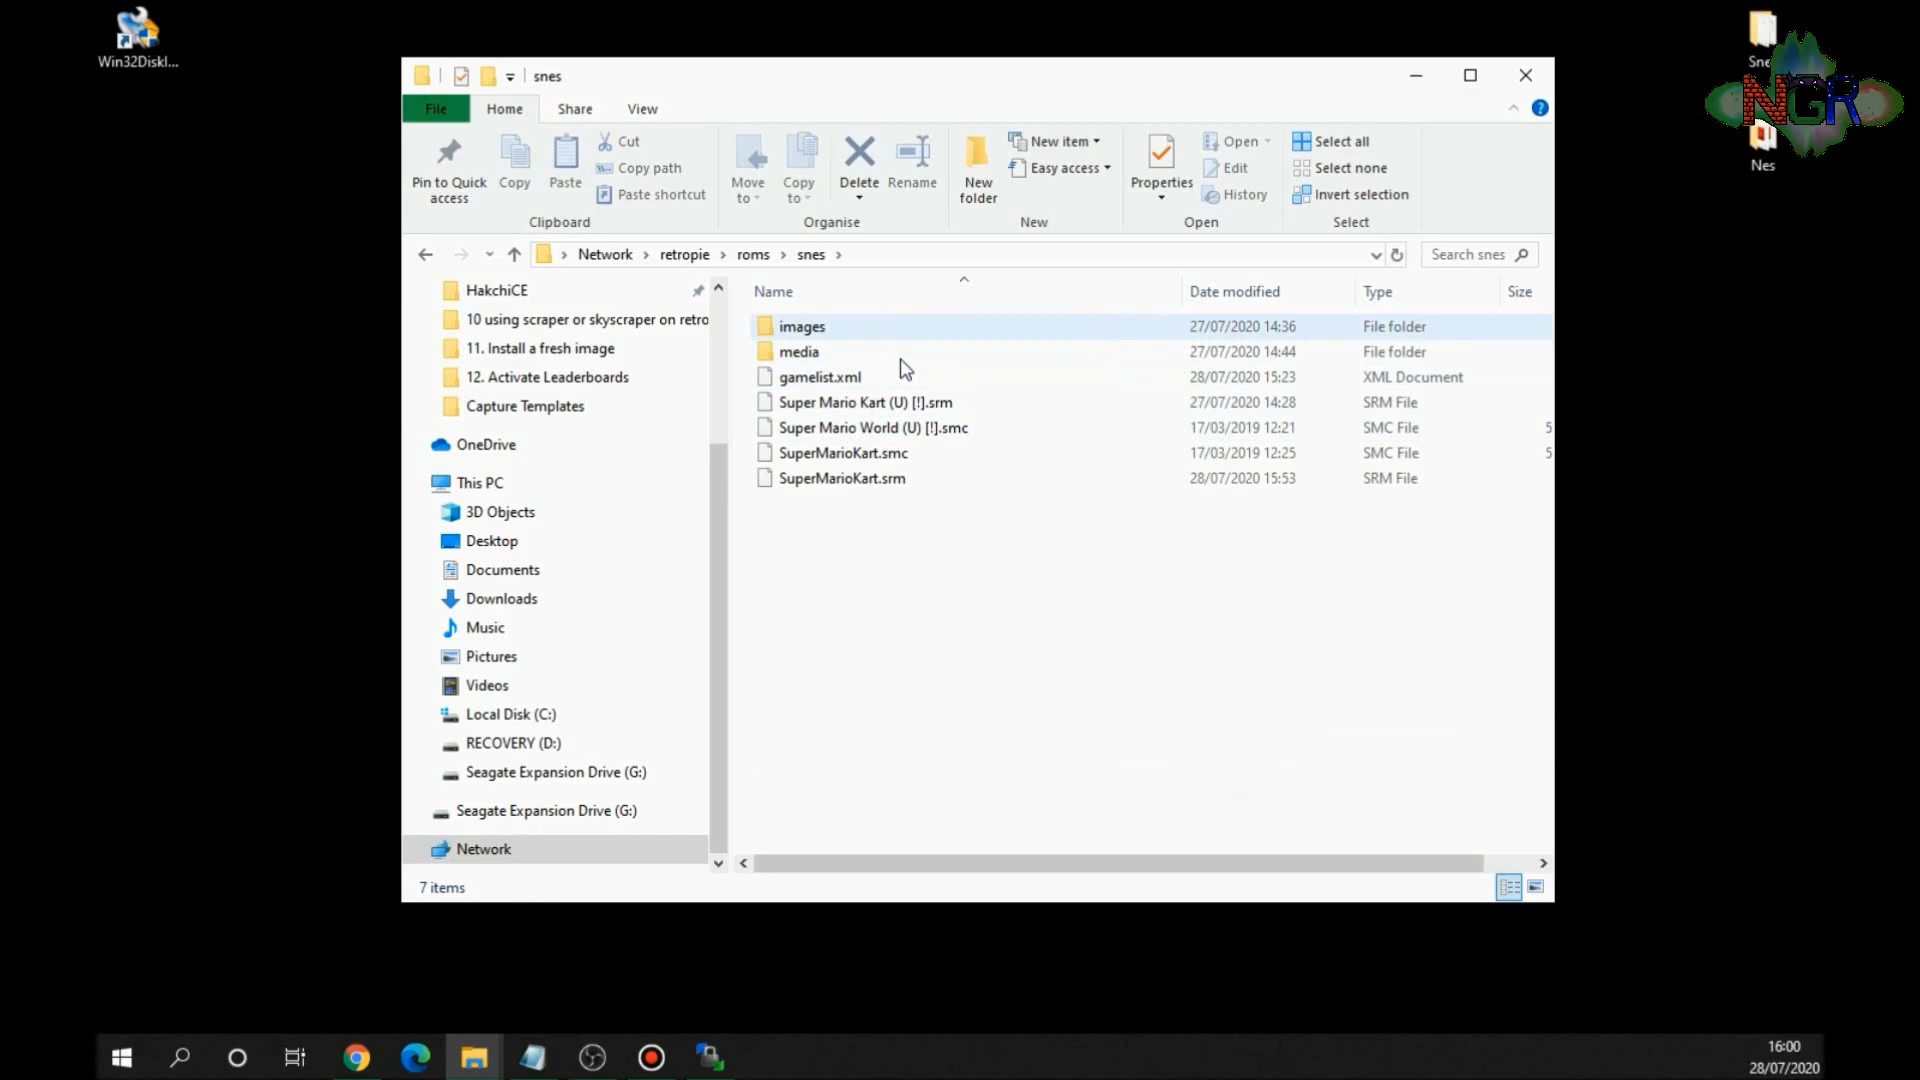 Win32DiskI...
Sne
NGR
Nes
snes
File Home Share View
Pin to Quick access
Copy
Paste
Cut
Copy path
Paste shortcut
Clipboard
Move to
Copy to
Delete
Rename
Organise
New folder
New item
Easy access
New
Properties
Open
Edit
History
Open
Select all
Select none
Invert selection
Select
Network retropie roms snes
Search snes
HakchiCE
10 using scraper or skyscraper on retro
11. Install a fresh image
12. Activate Leaderboards
Capture Templates
OneDrive
This PC
3D Objects
Desktop
Documents
Downloads
Music
Pictures
Videos
Local Disk (C:)
RECOVERY (D:)
Seagate Expansion Drive (G:)
Seagate Expansion Drive (G:)
Network
Name Date modified Type Size
images 27/07/2020 14:36 File folder
media 27/07/2020 14:44 File folder
gamelist.xml 28/07/2020 15:23 XML Document
Super Mario Kart (U) [!].srm 27/07/2020 14:28 SRM File
Super Mario World (U) [!].smc 17/03/2019 12:21 SMC File 5
SuperMarioKart.smc 17/03/2019 12:25 SMC File 5
SuperMarioKart.srm 28/07/2020 15:53 SRM File
7 items
16:00
28/07/2020